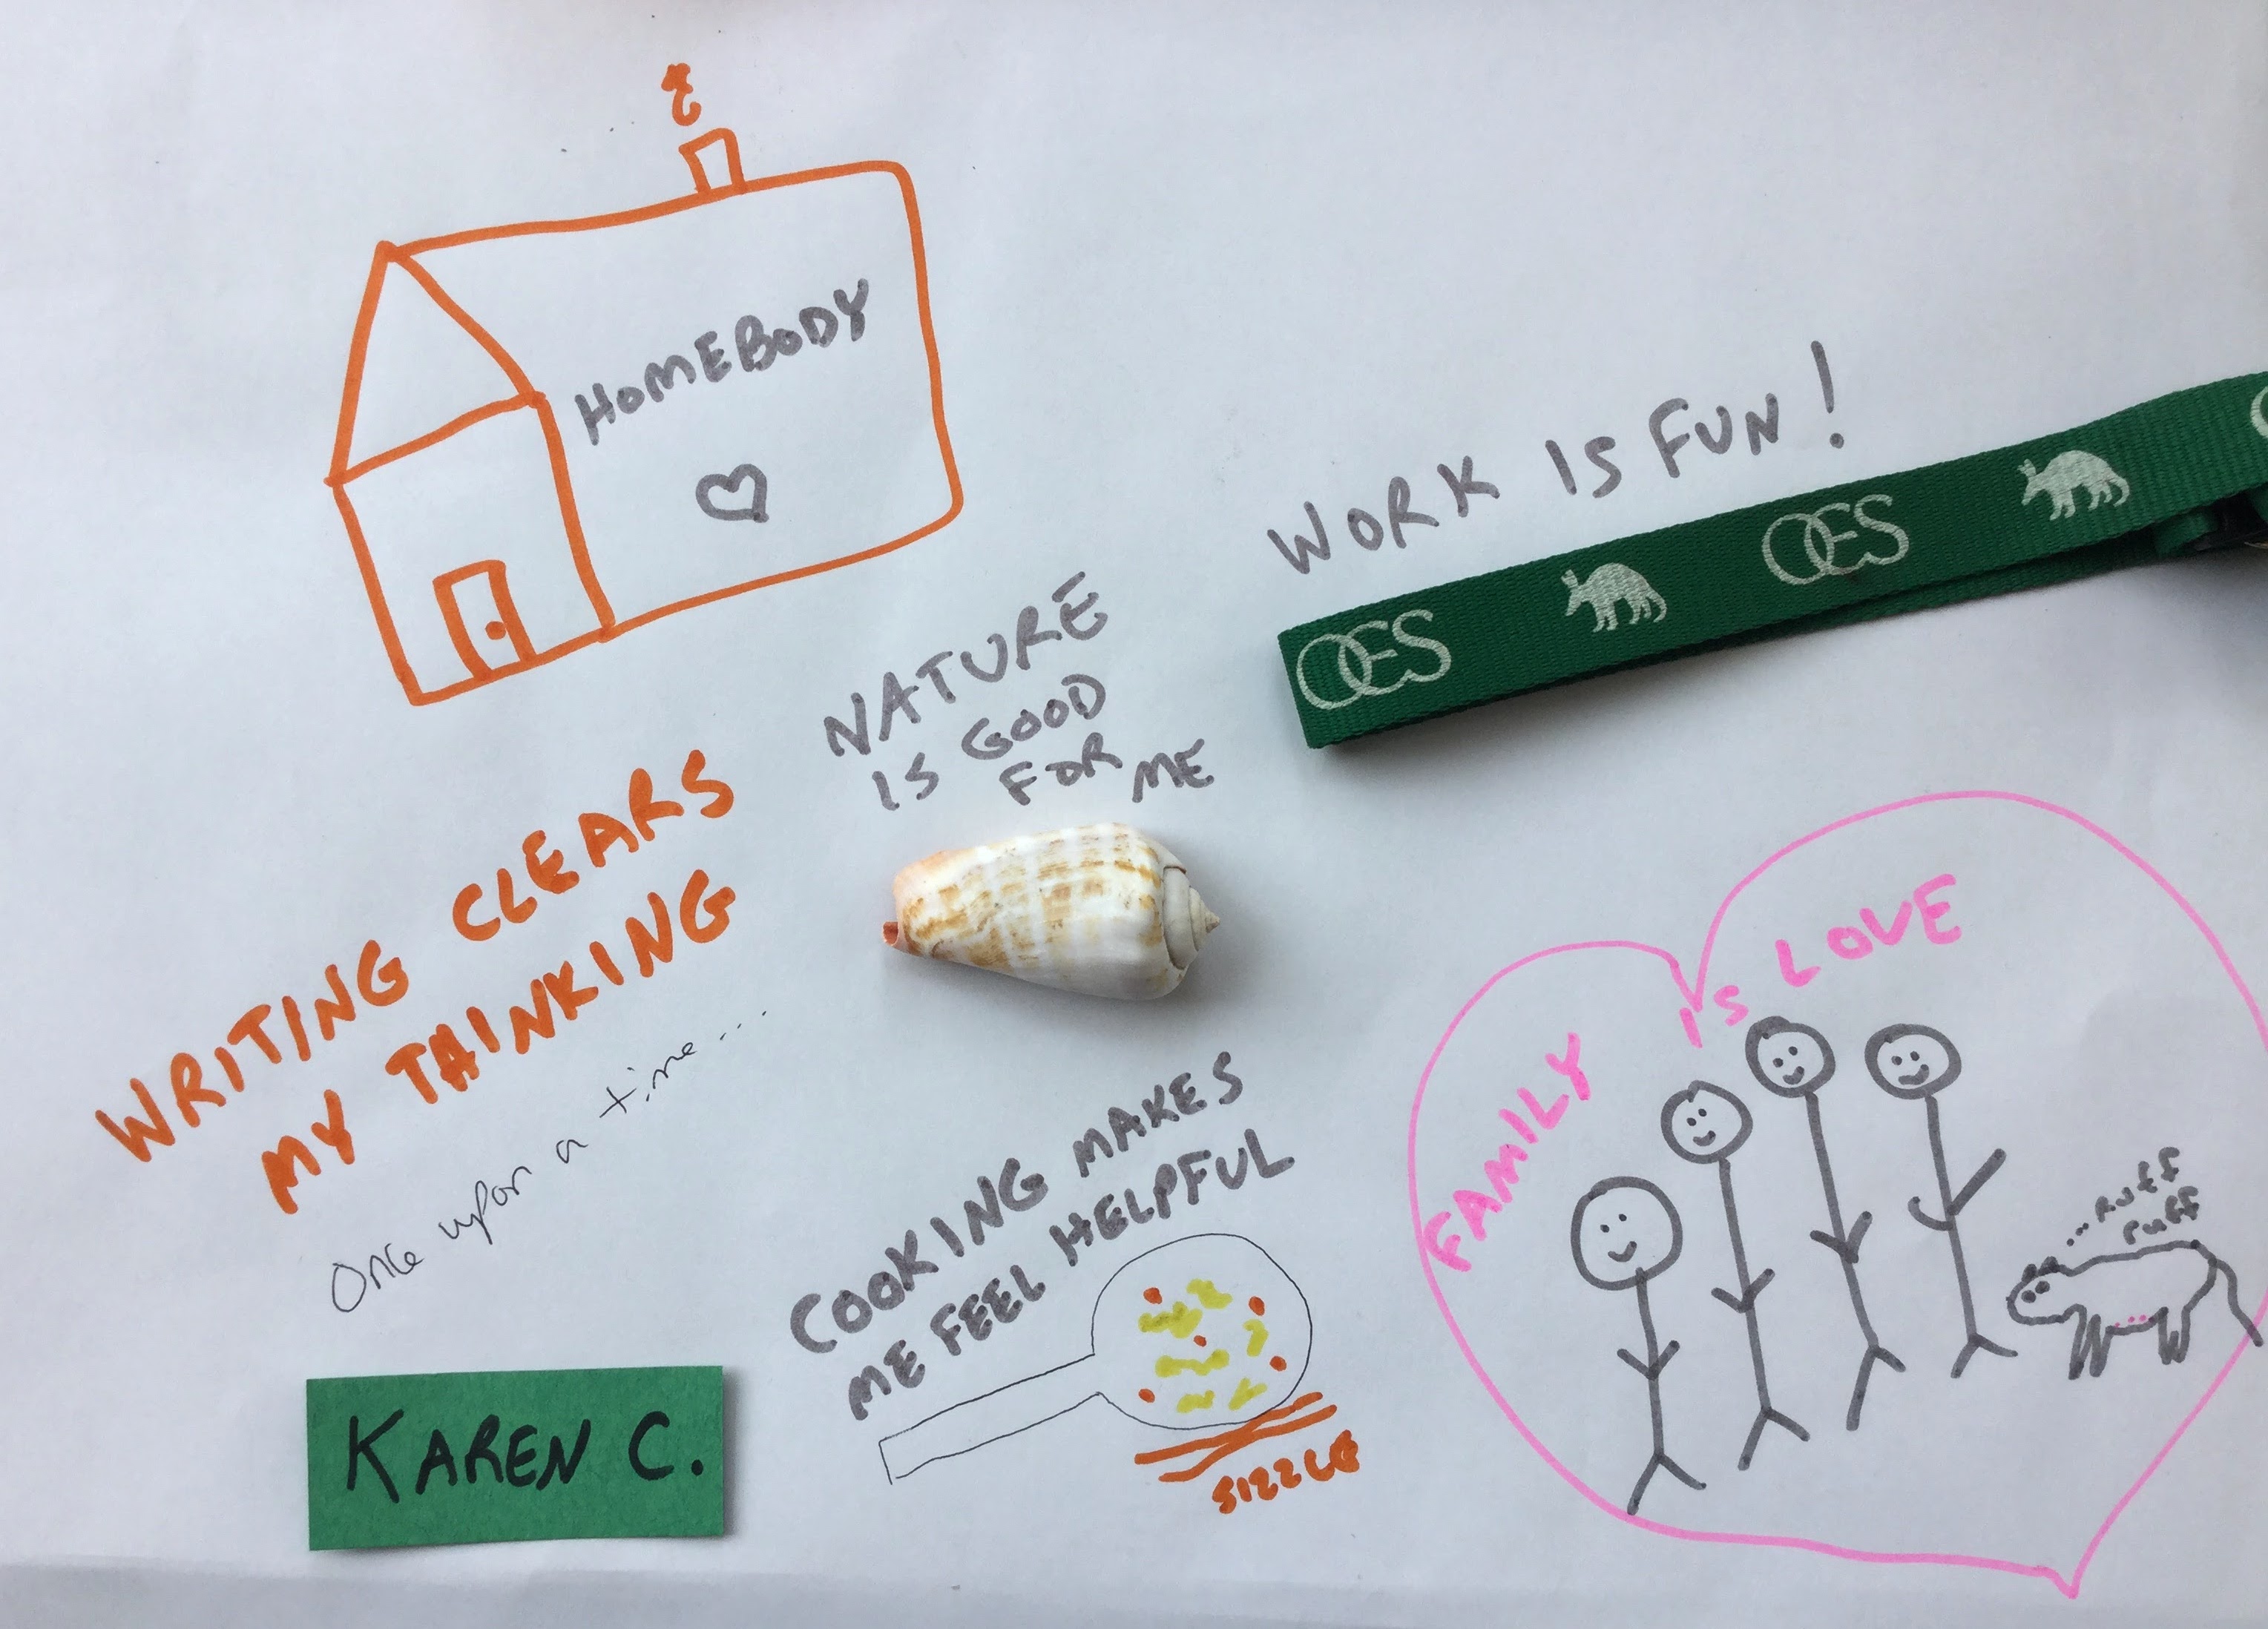 HOMEBODY
WORK IS FUN!
OES OES
NATURE
IS GOOD
FOR ME
WRITING CLEARS
MY THINKING
Once upon a time...
COOKING MAKES
ME FEEL HELPFUL
SIZZLE
FAMILY IS LOVE
...ruff
ruff
KAREN C.